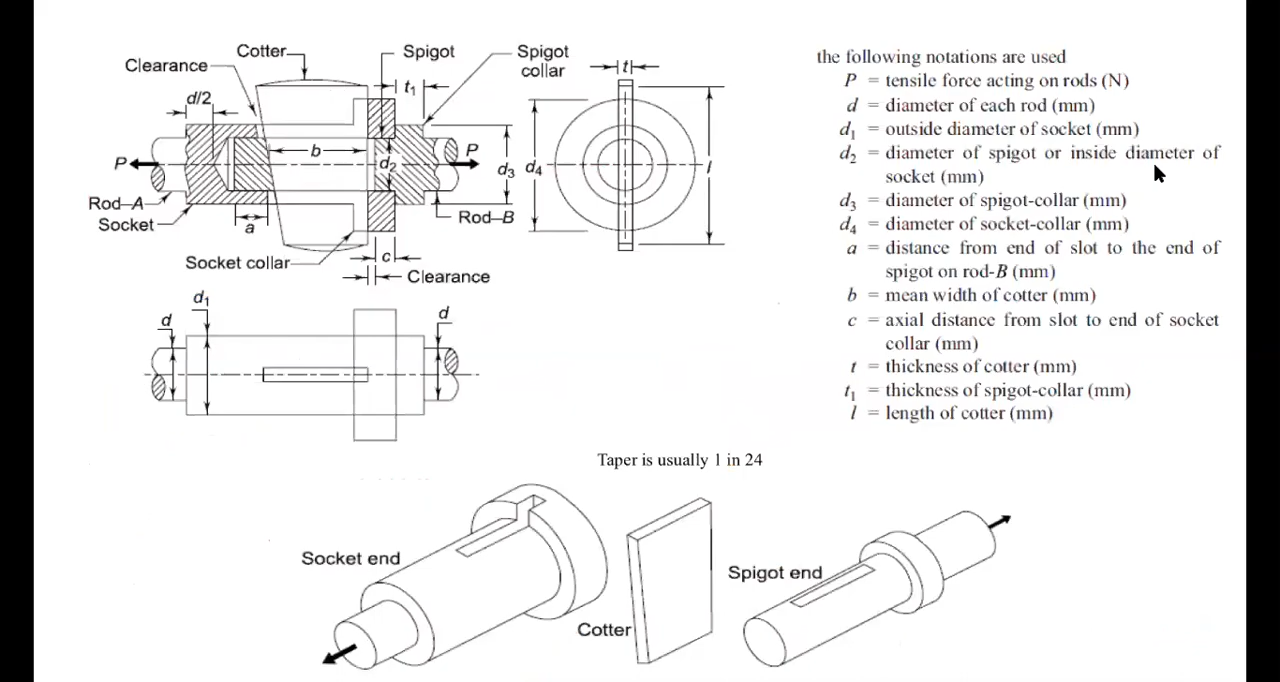 Cotter
Spigot
Spigot
collar
Clearance
t
t₁
d/2
b
d₂
P
P
d₃
d₄
l
Rod–A
Socket
a
Rod–B
c
Socket collar
Clearance
d₁
d
d
the following notations are used
P = tensile force acting on rods (N)
d = diameter of each rod (mm)
d₁ = outside diameter of socket (mm)
d₂ = diameter of spigot or inside diameter of
socket (mm)
d₃ = diameter of spigot-collar (mm)
d₄ = diameter of socket-collar (mm)
a = distance from end of slot to the end of
spigot on rod-B (mm)
b = mean width of cotter (mm)
c = axial distance from slot to end of socket
collar (mm)
t = thickness of cotter (mm)
t₁ = thickness of spigot-collar (mm)
l = length of cotter (mm)
Taper is usually 1 in 24
Socket end
Spigot end
Cotter